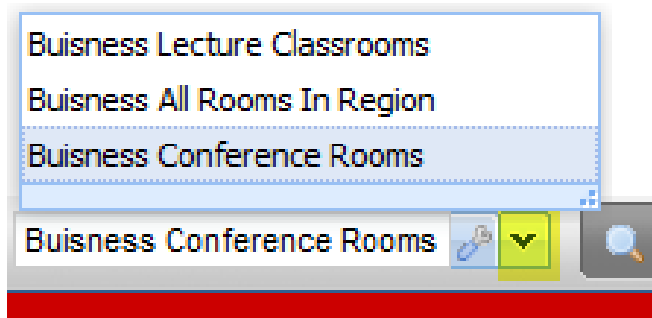 Buisness Lecture Classrooms
Buisness All Rooms In Region
Buisness Conference Rooms
Buisness Conference Rooms